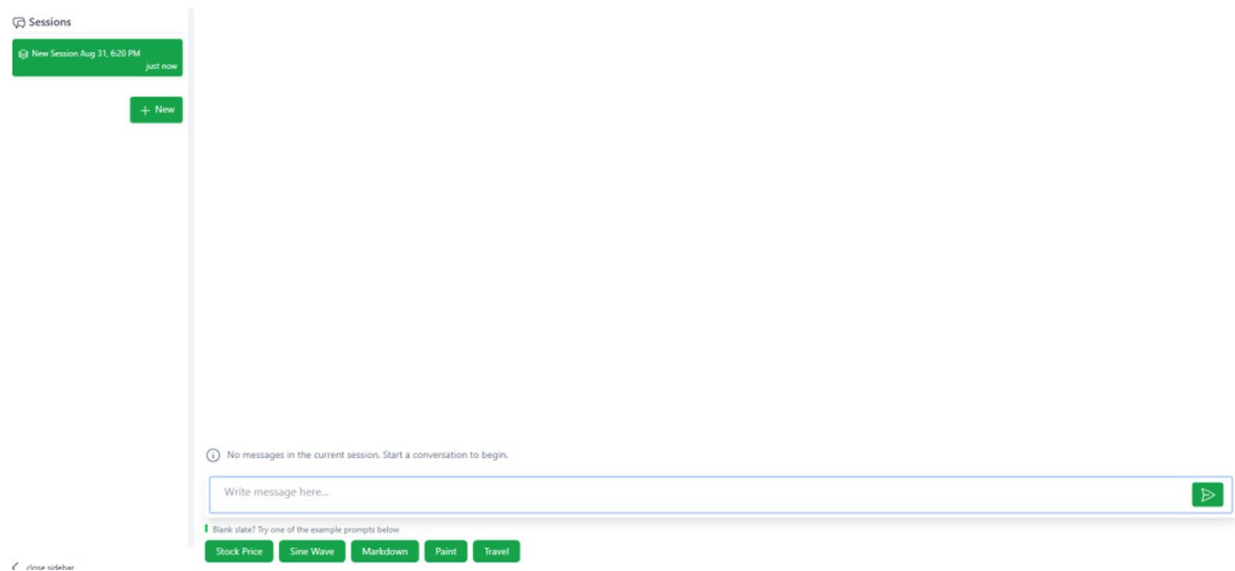 Sessions
New Session Aug 31, 6:20 PM
just now
+ New
No messages in the current session. Start a conversation to begin.
Write message here...
Blank slate? Try one of the example prompts below
Stock Price Sine Wave Markdown Paint Travel
close sidebar